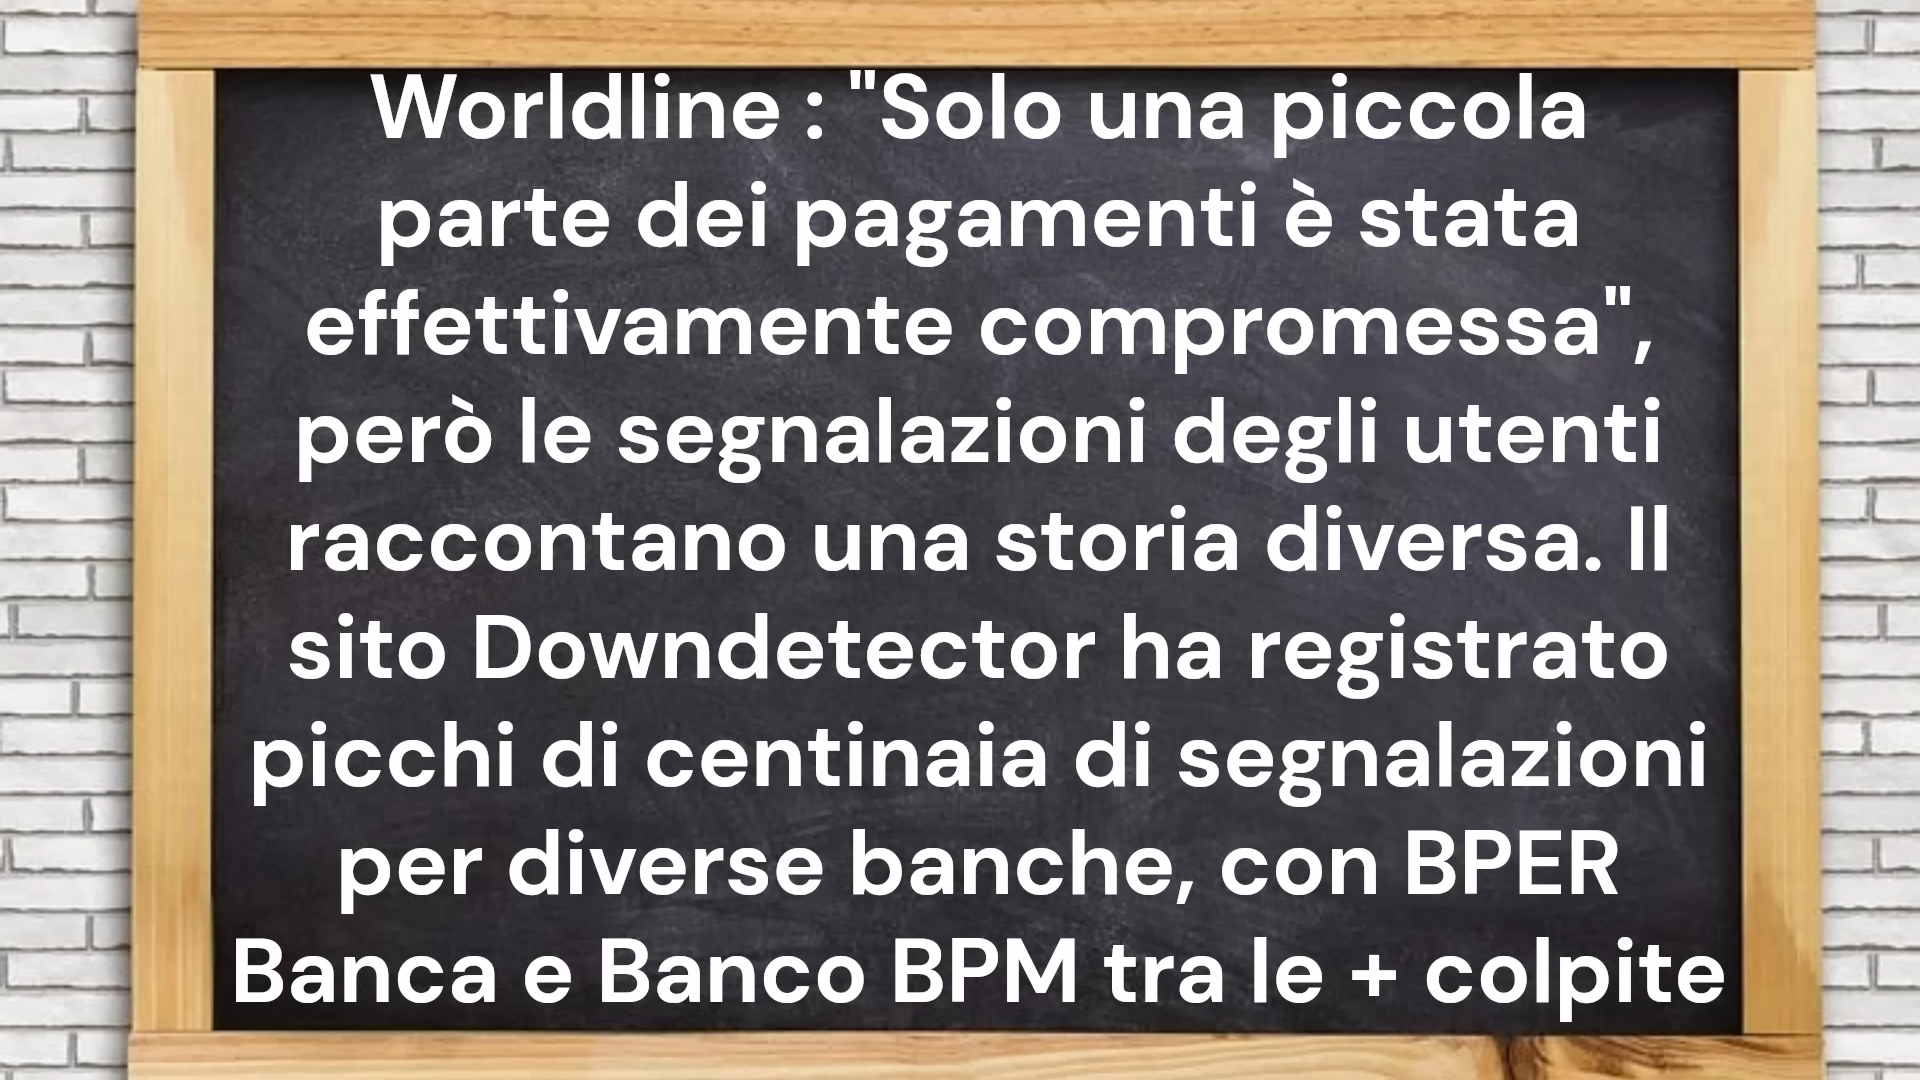 Worldline : "Solo una piccola
parte dei pagamenti è stata
effettivamente compromessa",
però le segnalazioni degli utenti
raccontano una storia diversa. Il
sito Downdetector ha registrato
picchi di centinaia di segnalazioni
per diverse banche, con BPER
Banca e Banco BPM tra le + colpite